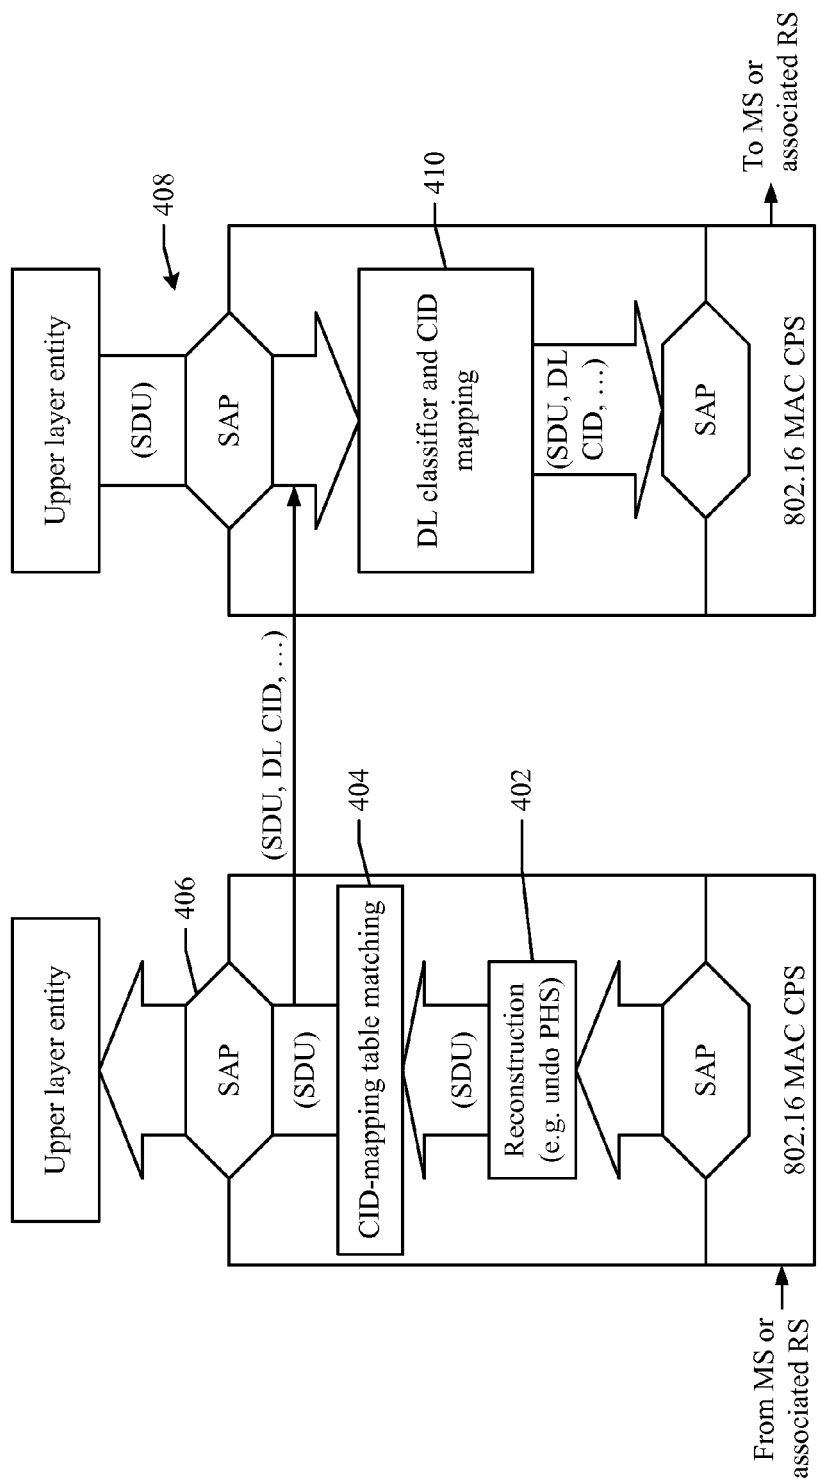 Upper layer entity
406
SAP
(SDU)
CID-mapping table matching
404
(SDU)
Reconstruction
(e.g. undo PHS)
402
SAP
802.16 MAC CPS
From MS or
associated RS
(SDU, DL CID, …)
Upper layer entity
408
(SDU)
SAP
DL classifier and CID
mapping
410
(SDU, DL
CID, …)
SAP
802.16 MAC CPS
To MS or
associated RS